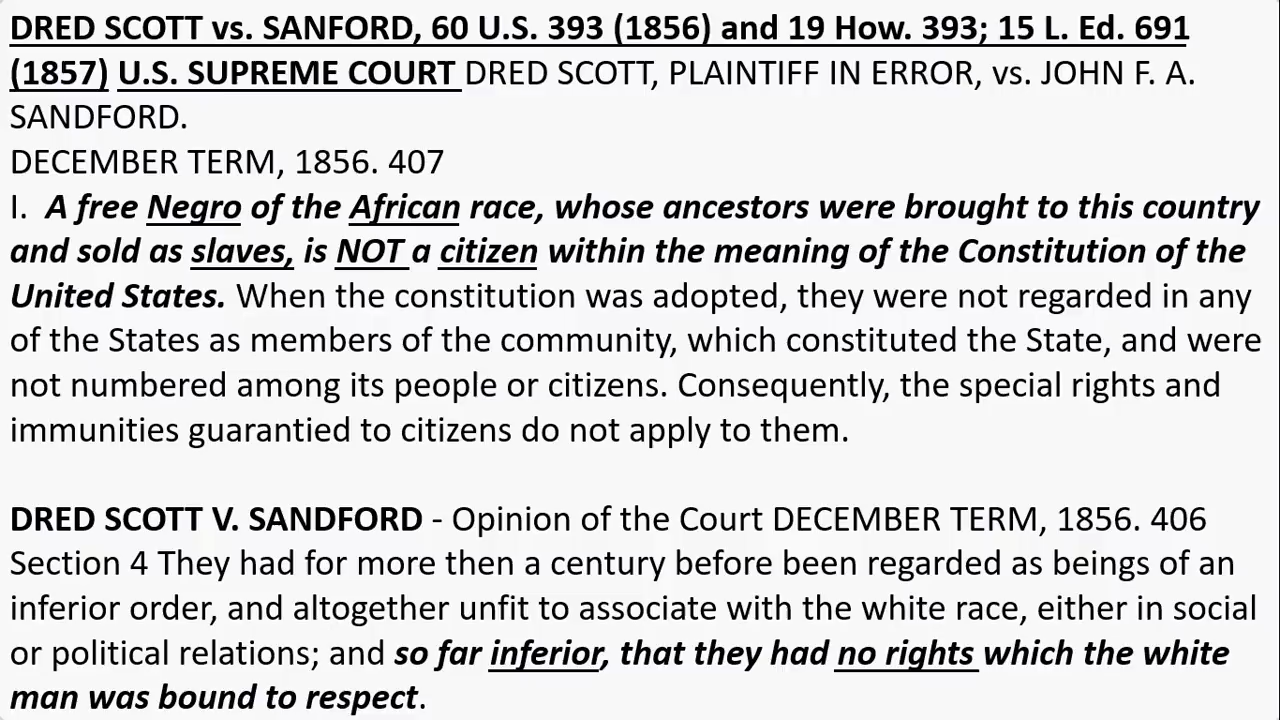 DRED SCOTT vs. SANFORD, 60 U.S. 393 (1856) and 19 How. 393; 15 L. Ed. 691
(1857) U.S. SUPREME COURT DRED SCOTT, PLAINTIFF IN ERROR, vs. JOHN F. A.
SANDFORD.
DECEMBER TERM, 1856. 407
I. A free Negro of the African race, whose ancestors were brought to this country
and sold as slaves, is NOT a citizen within the meaning of the Constitution of the
United States. When the constitution was adopted, they were not regarded in any
of the States as members of the community, which constituted the State, and were
not numbered among its people or citizens. Consequently, the special rights and
immunities guarantied to citizens do not apply to them.
DRED SCOTT V. SANDFORD - Opinion of the Court DECEMBER TERM, 1856. 406
Section 4 They had for more then a century before been regarded as beings of an
inferior order, and altogether unfit to associate with the white race, either in social
or political relations; and so far inferior, that they had no rights which the white
man was bound to respect.